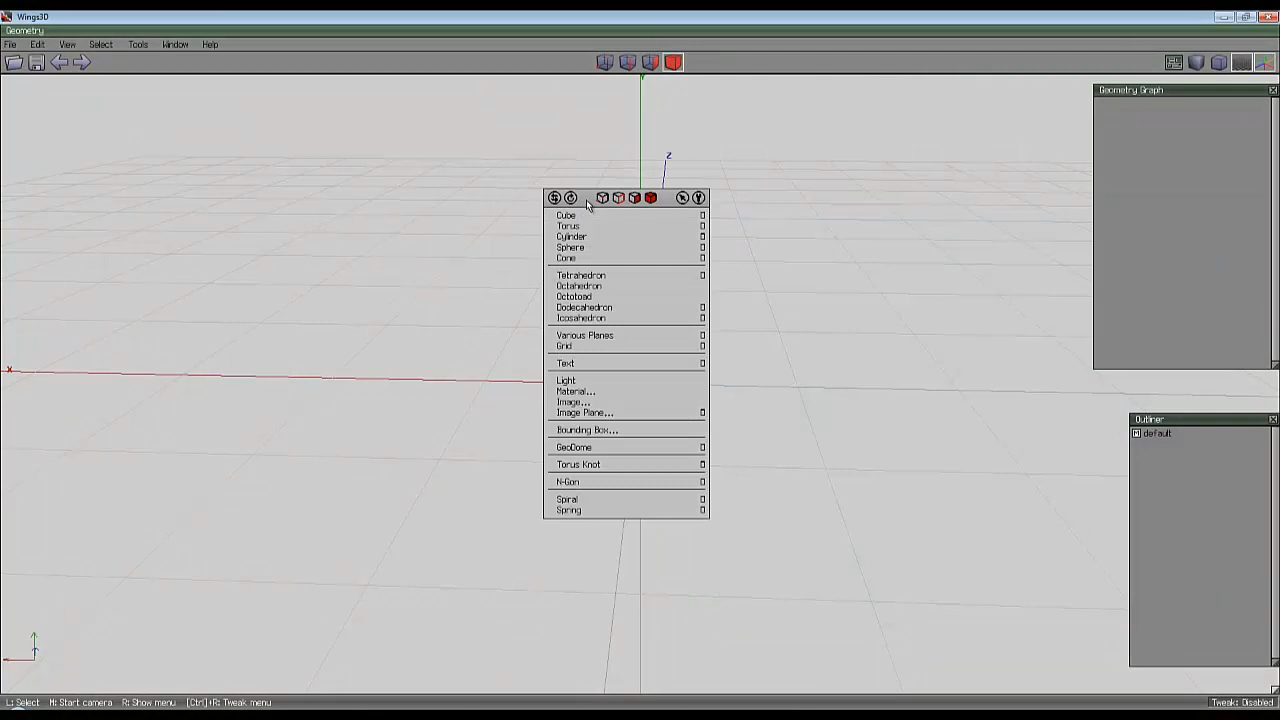 Wings3D
Geometry
File Edit View Select Tools Window Help
Geometry Graph
Y
Z
X
Cube
Torus
Cylinder
Sphere
Cone
Tetrahedron
Octahedron
Octotoad
Dodecahedron
Icosahedron
Various Planes
Grid
Text
Light
Material...
Image...
Image Plane...
Bounding Box...
GeoDome
Torus Knot
N-Gon
Spiral
Spring
Outliner
M default
L: Select M: Start camera R: Show menu [Ctrl]+R: Tweak menu
Tweak: Disabled